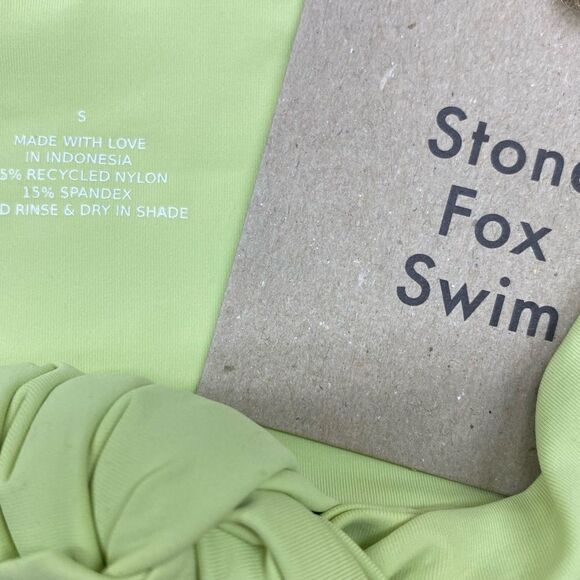 S
MADE WITH LOVE
IN INDONESIA
5% RECYCLED NYLON
15% SPANDEX
D RINSE & DRY IN SHADE
Stone
Fox
Swim